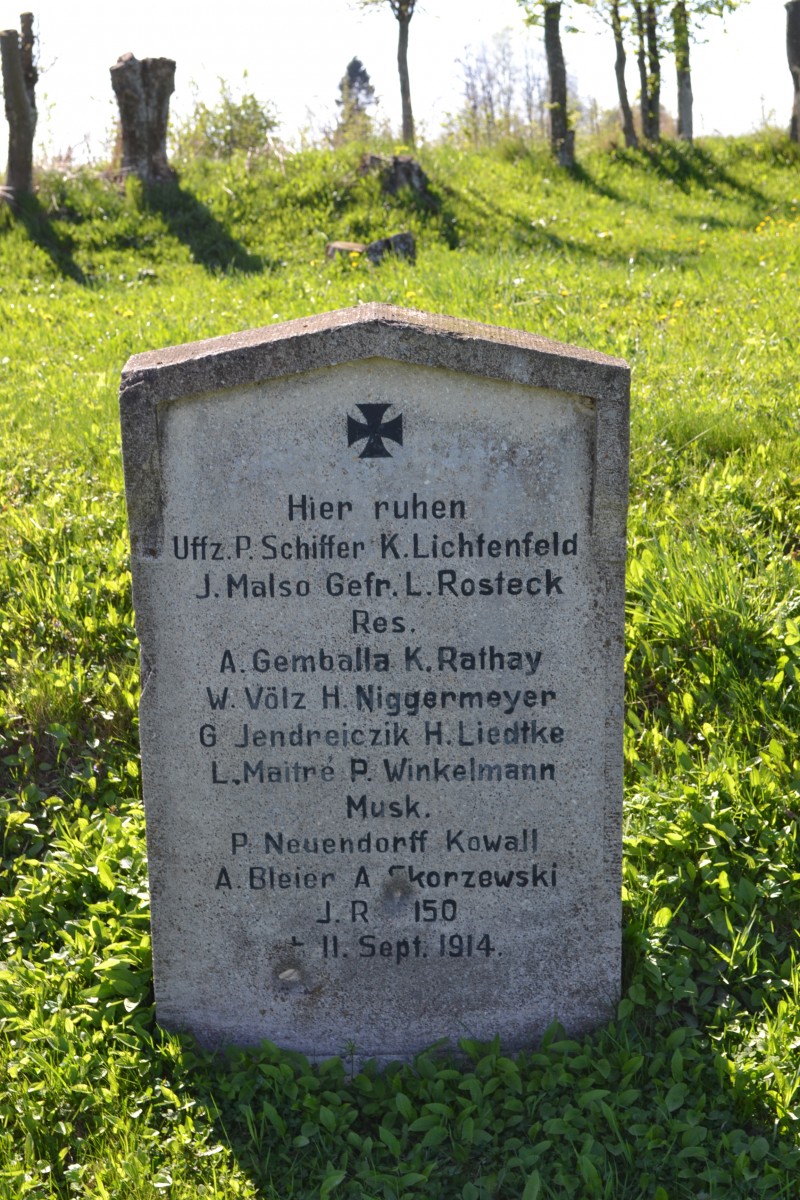 Hier ruhen
Uffz. P. Schiffer K. Lichtenfeld
J. Malso Gefr. L. Rosteck
Res.
A. Gemballa K. Rathay
W. Völz H. Niggermeyer
G Jendreiczik H. Liedtke
L. Maitré P. Winkelmann
Musk.
P. Neuendorff Kowall
A. Bleier A Skorzewski
J. R 150
† 11. Sept. 1914.